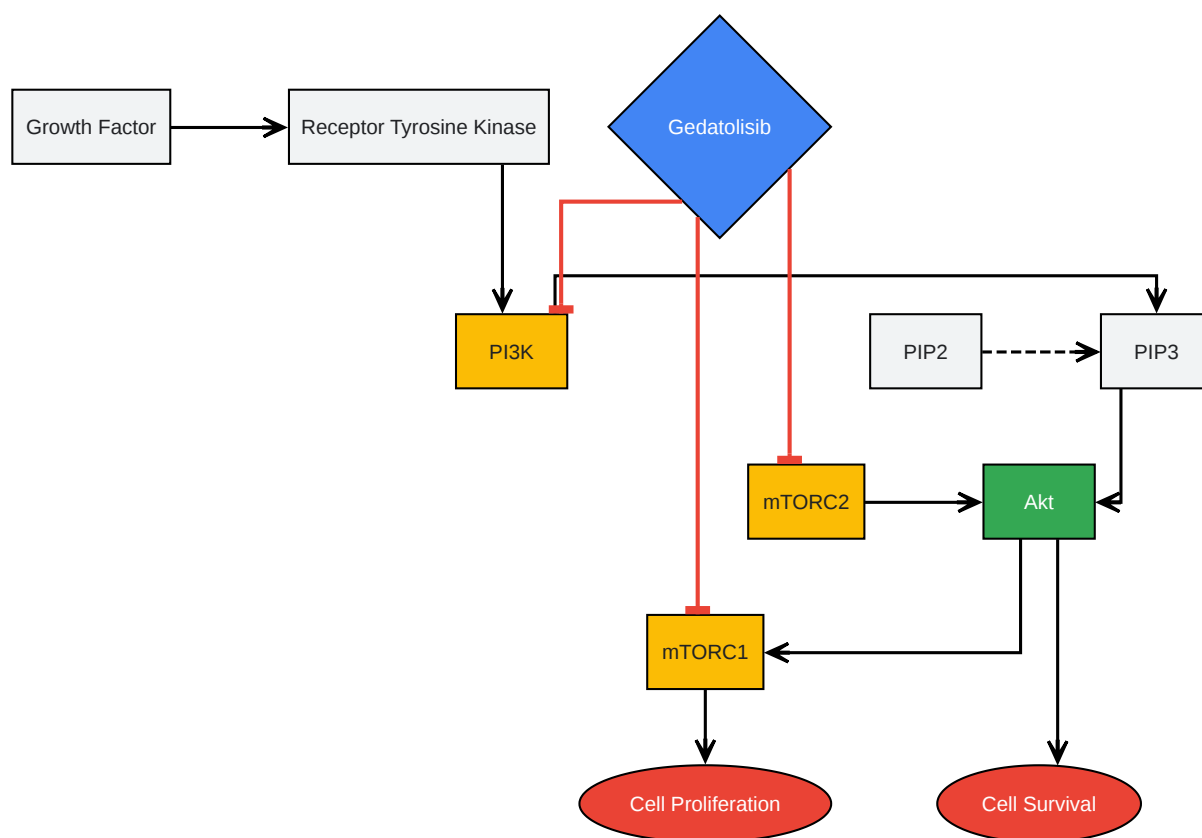 Growth Factor
Receptor Tyrosine Kinase
Gedatolisib
PI3K
PIP2
PIP3
mTORC2
Akt
mTORC1
Cell Proliferation
Cell Survival